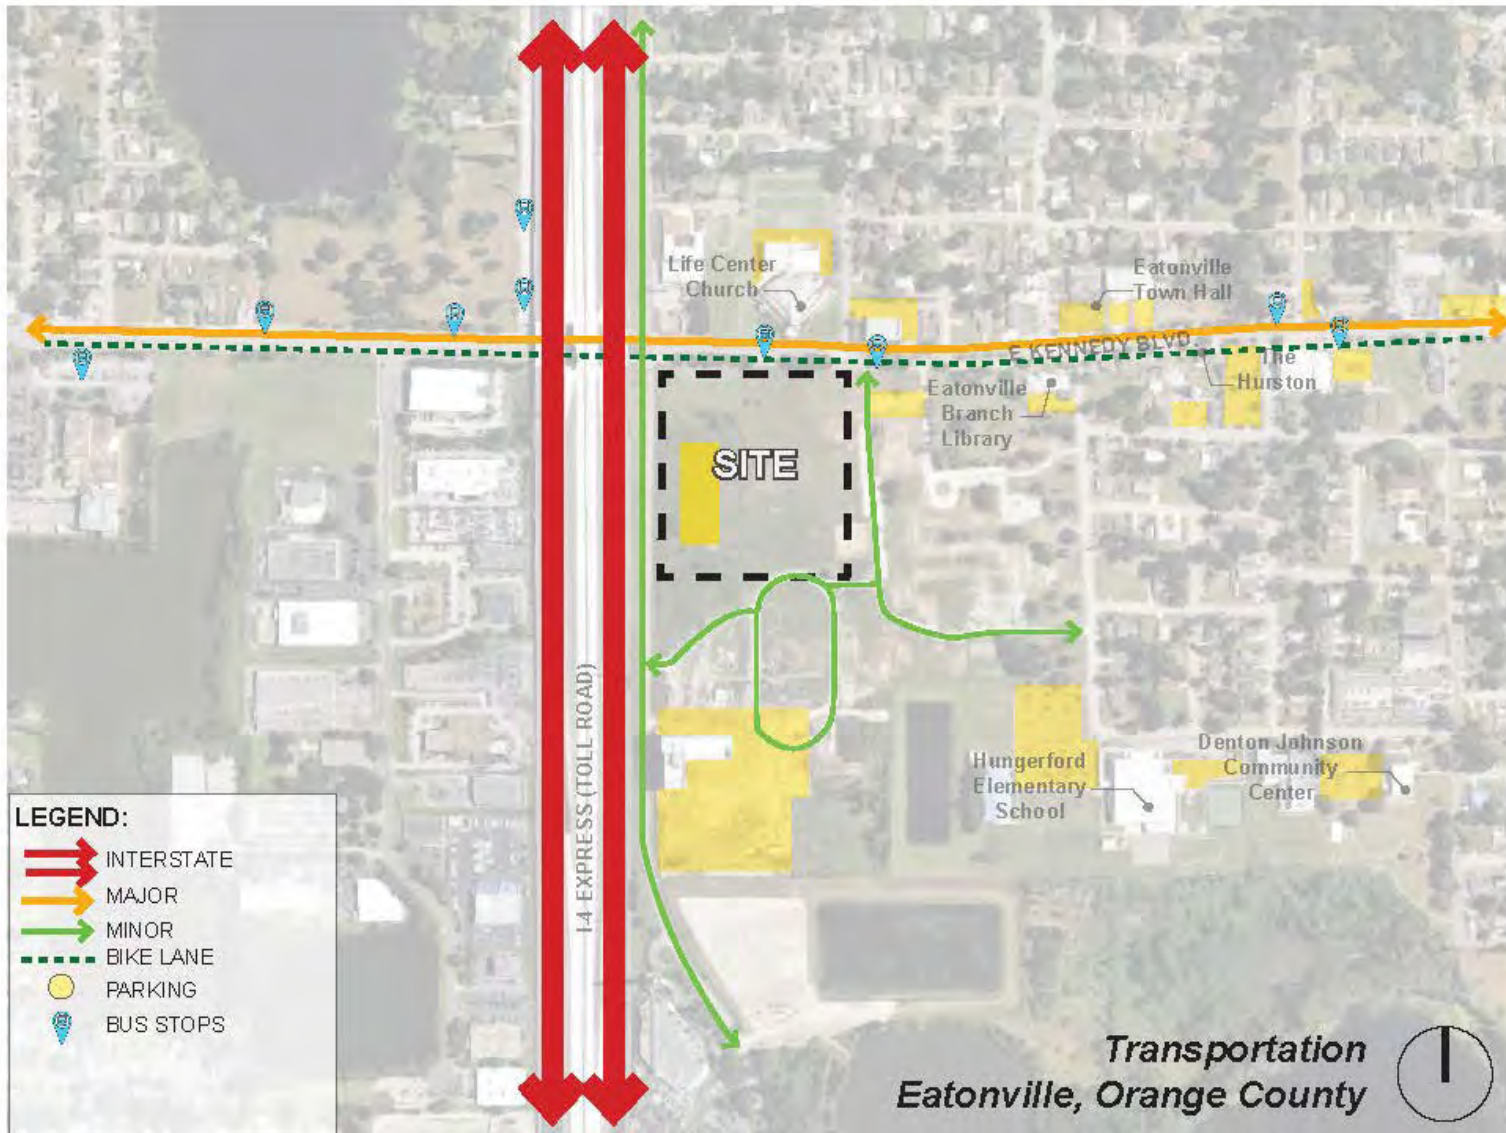 Life Center
Church
Eatonville
Town Hall
E KENNEDY BLVD.
The
Hurston
Eatonville
Branch
Library
SITE
I-4 EXPRESS (TOLL ROAD)
Hungerford
Elementary
School
Denton Johnson
Community
Center
LEGEND:
INTERSTATE
MAJOR
MINOR
BIKE LANE
PARKING
BUS STOPS
Transportation
Eatonville, Orange County